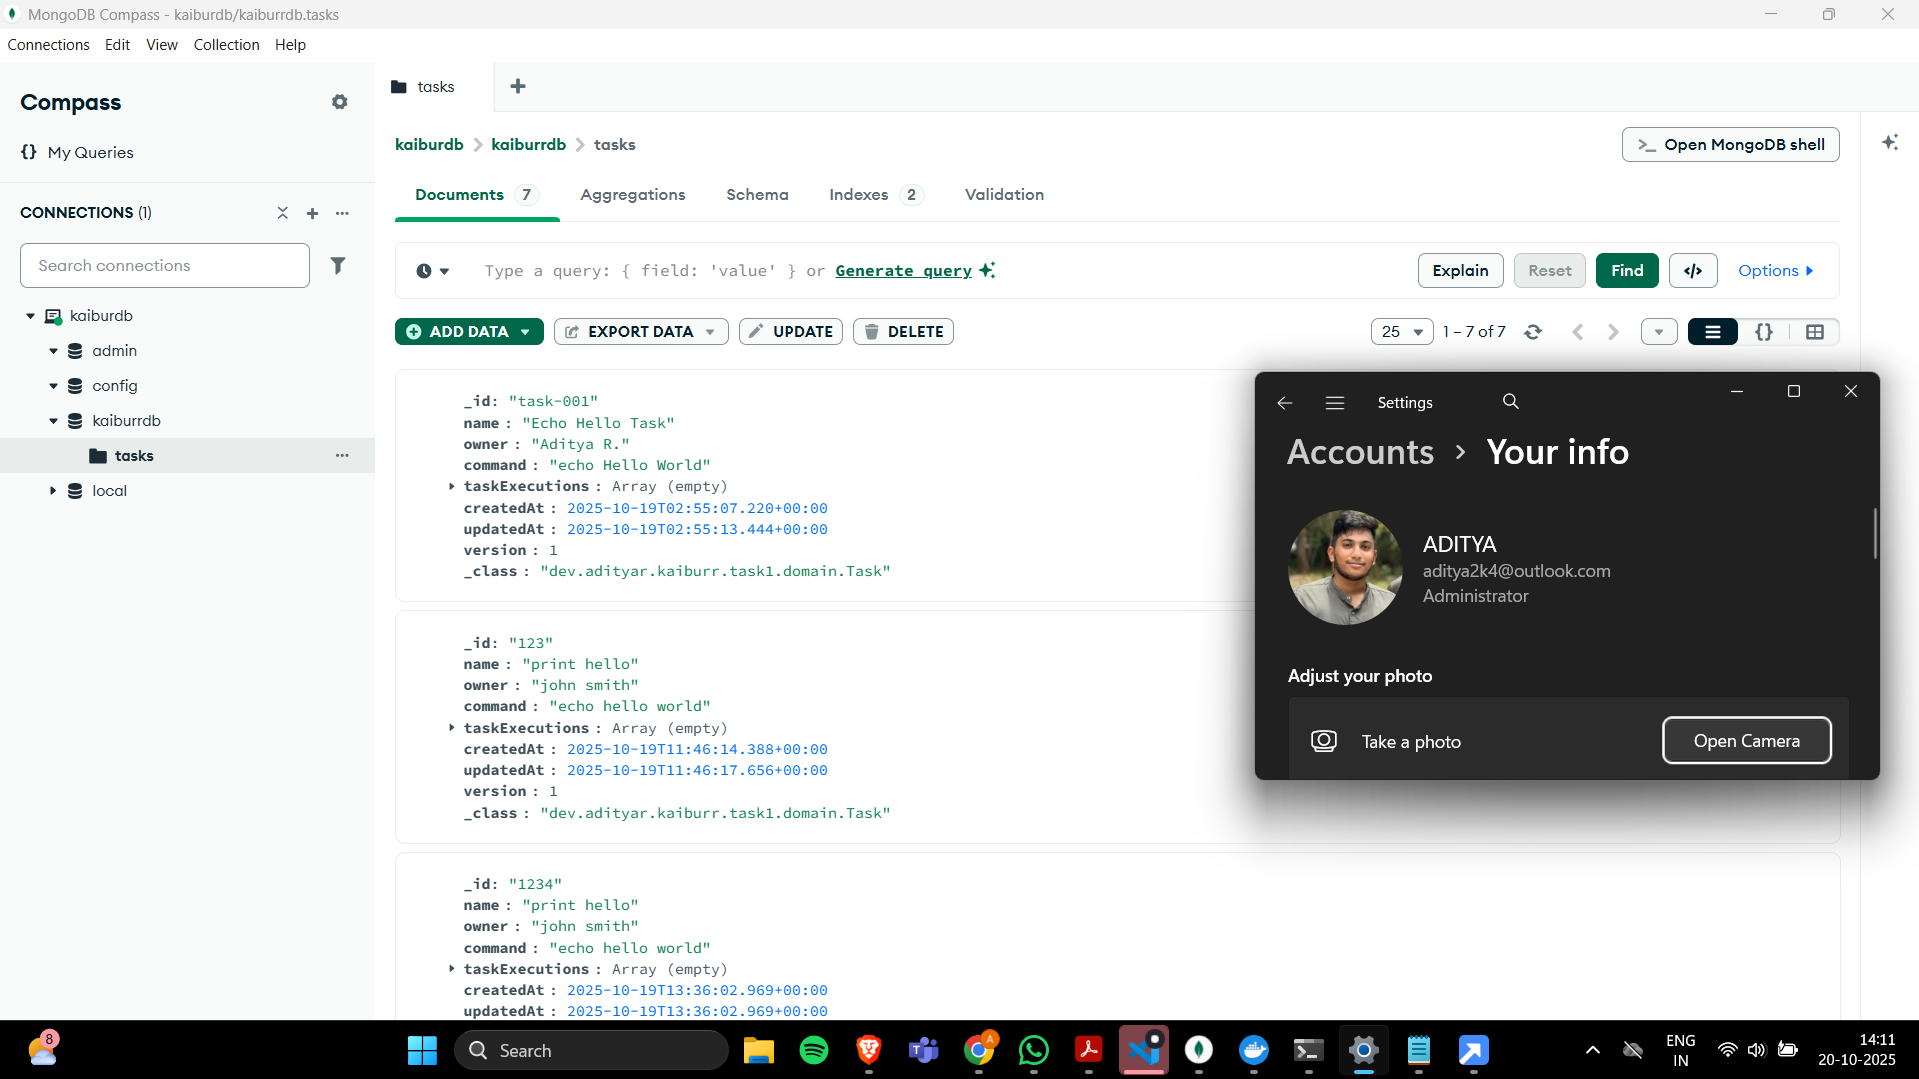 MongoDB Compass - kaiburdb/kaiburrdb.tasks
Connections Edit View Collection Help
Compass
{} My Queries
CONNECTIONS (1)
Search connections
kaiburdb
admin
config
kaiburrdb
tasks
local
tasks
kaiburdb > kaiburrdb > tasks
>_ Open MongoDB shell
Documents 7 Aggregations Schema Indexes 2 Validation
Type a query: { field: 'value' } or Generate query
Explain Reset Find </> Options
ADD DATA EXPORT DATA UPDATE DELETE
25 1 – 7 of 7 {}
_id: "task-001"
name : "Echo Hello Task"
owner : "Aditya R."
command : "echo Hello World"
taskExecutions : Array (empty)
createdAt : 2025-10-19T02:55:07.220+00:00
updatedAt : 2025-10-19T02:55:13.444+00:00
version : 1
_class : "dev.adityar.kaiburr.task1.domain.Task"
_id: "123"
name : "print hello"
owner : "john smith"
command : "echo hello world"
taskExecutions : Array (empty)
createdAt : 2025-10-19T11:46:14.388+00:00
updatedAt : 2025-10-19T11:46:17.656+00:00
version : 1
_class : "dev.adityar.kaiburr.task1.domain.Task"
_id: "1234"
name : "print hello"
owner : "john smith"
command : "echo hello world"
taskExecutions : Array (empty)
createdAt : 2025-10-19T13:36:02.969+00:00
updatedAt : 2025-10-19T13:36:02.969+00:00
Settings
Accounts > Your info
ADITYA
aditya2k4@outlook.com
Administrator
Adjust your photo
Take a photo
Open Camera
8
Search
A
ENG
IN
14:11
20-10-2025